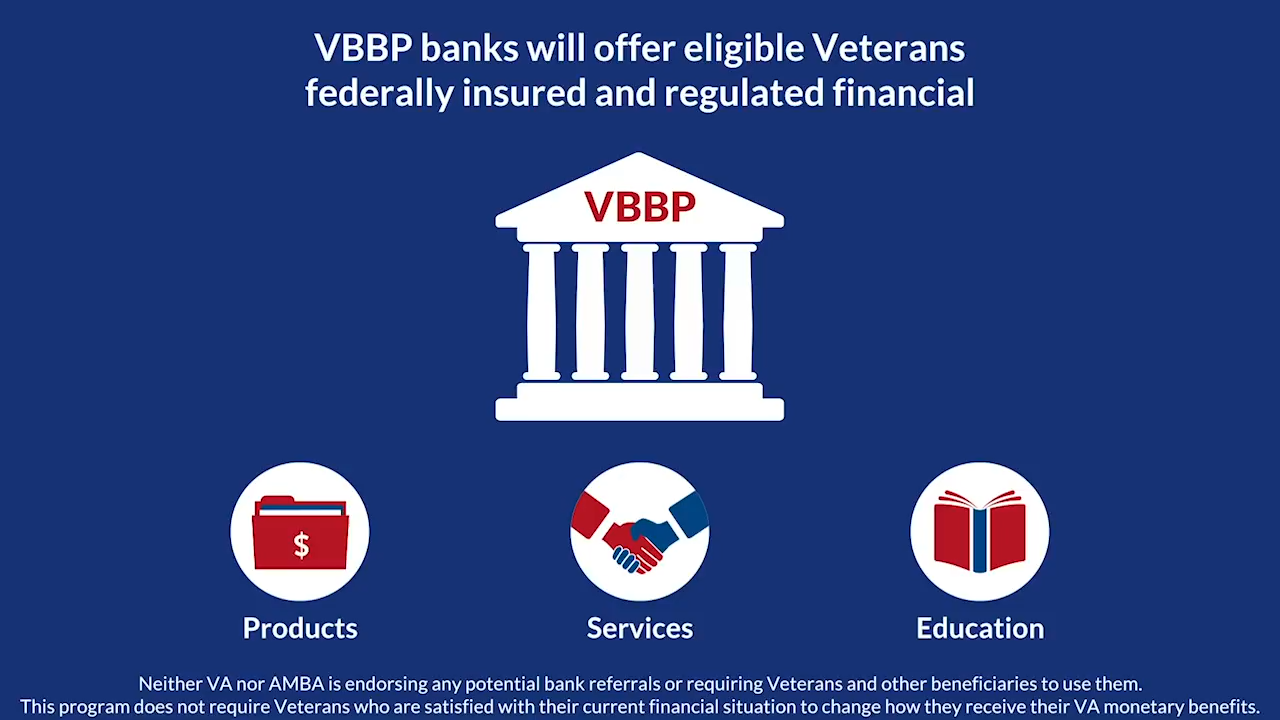 VBBP banks will offer eligible Veterans
federally insured and regulated financial
VBBP
$
Products
Services
Education
Neither VA nor AMBA is endorsing any potential bank referrals or requiring Veterans and other beneficiaries to use them.
This program does not require Veterans who are satisfied with their current financial situation to change how they receive their VA monetary benefits.